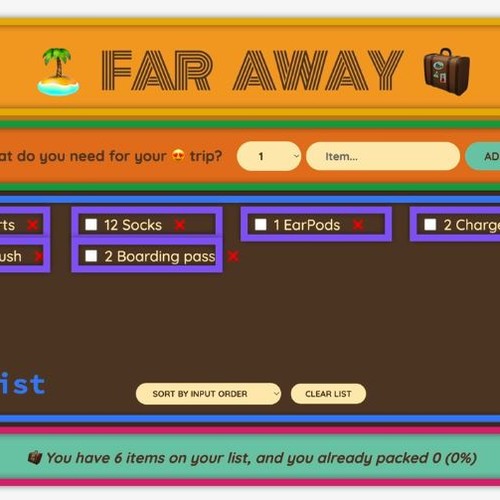 FAR AWAY
at do you need for your 😍 trip? 1 Item... AD
rts ❌ 12 Socks ❌ 1 EarPods ❌ 2 Charge
ush ❌ 2 Boarding pass ❌
ist
SORT BY INPUT ORDER CLEAR LIST
You have 6 items on your list, and you already packed 0 (0%)